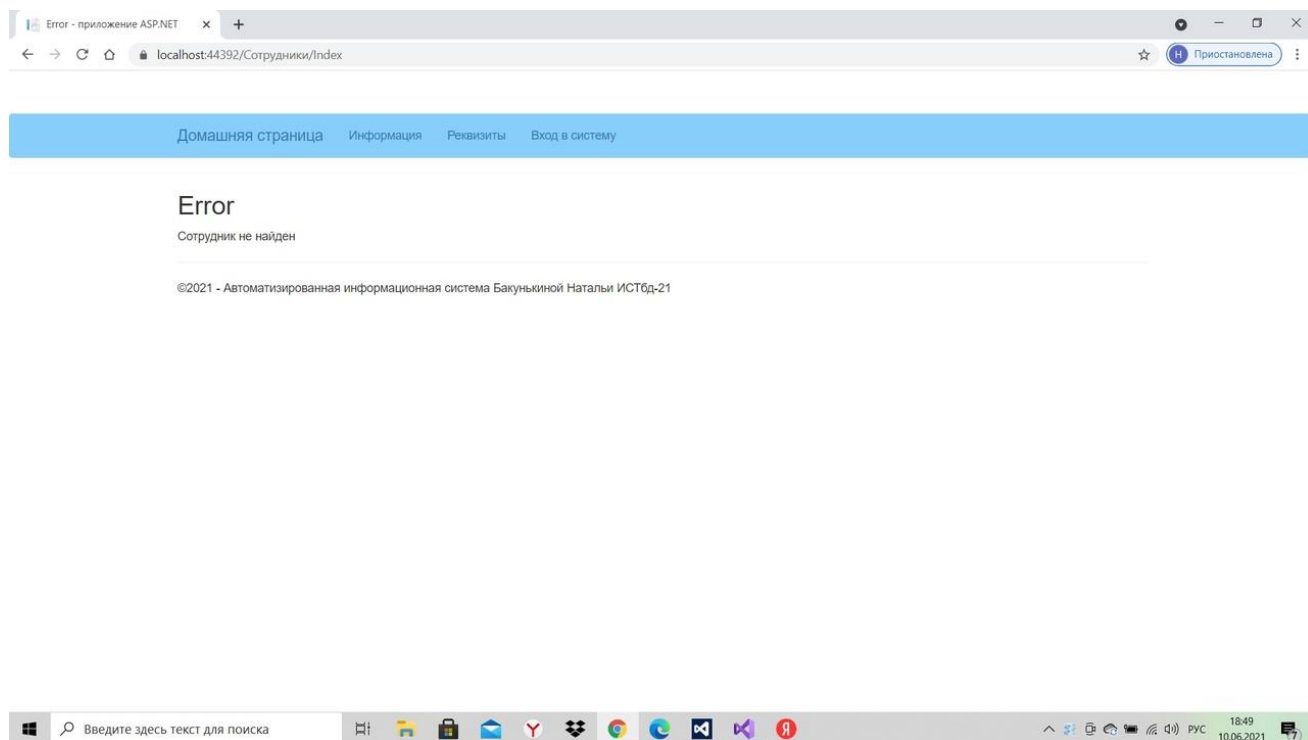 Error - приложение ASP.NET
localhost:44392/Сотрудники/Index
Н Приостановлена
Домашняя страница Информация Реквизиты Вход в систему
Error
Сотрудник не найден
©2021 - Автоматизированная информационная система Бакунькиной Натальи ИСТбд-21
Введите здесь текст для поиска
РУС
18:49
10.06.2021
7